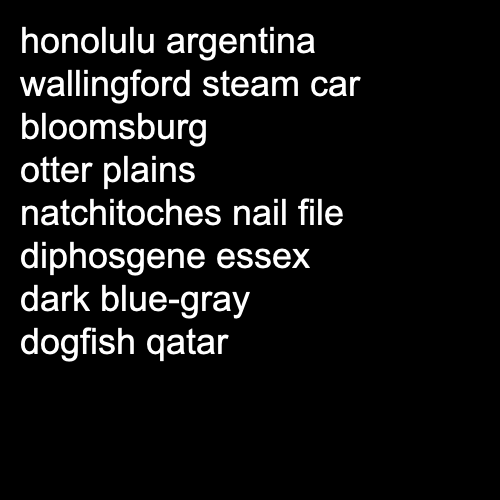 honolulu argentina
wallingford steam car
bloomsburg
otter plains
natchitoches nail file
diphosgene essex
dark blue-gray
dogfish qatar